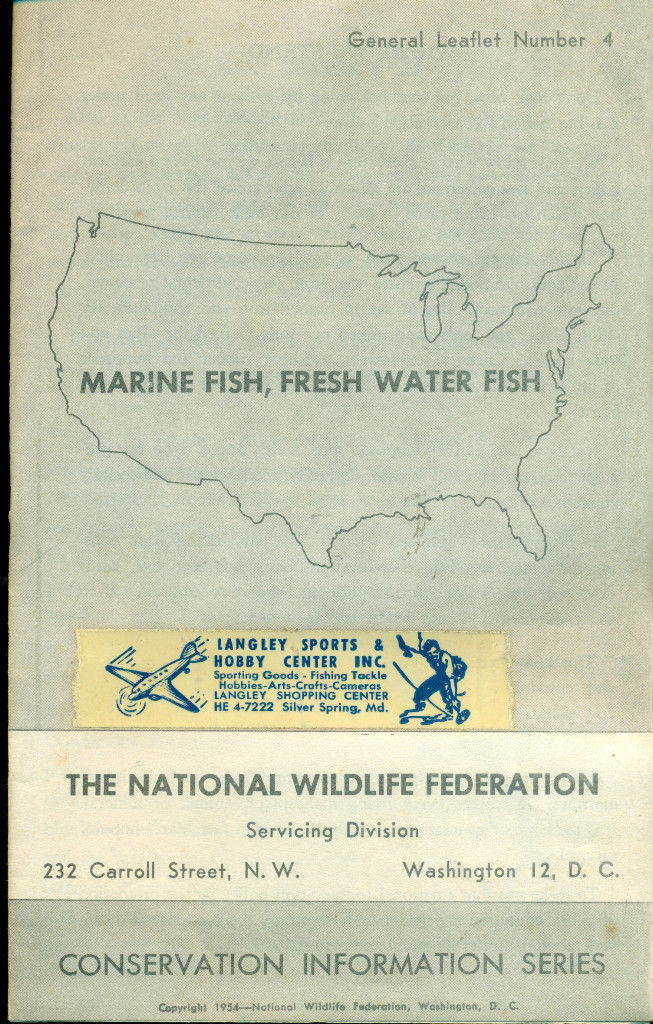 General Leaflet Number 4
MARINE FISH, FRESH WATER FISH
LANGLEY SPORTS &
HOBBY CENTER INC.
Sporting Goods - Fishing Tackle
Hobbies-Arts-Crafts-Cameras
LANGLEY SHOPPING CENTER
HE 4-7222 Silver Spring, Md.
THE NATIONAL WILDLIFE FEDERATION
Servicing Division
232 Carroll Street, N. W. Washington 12, D. C.
CONSERVATION INFORMATION SERIES
Copyright 1954—National Wildlife Federation, Washington, D. C.